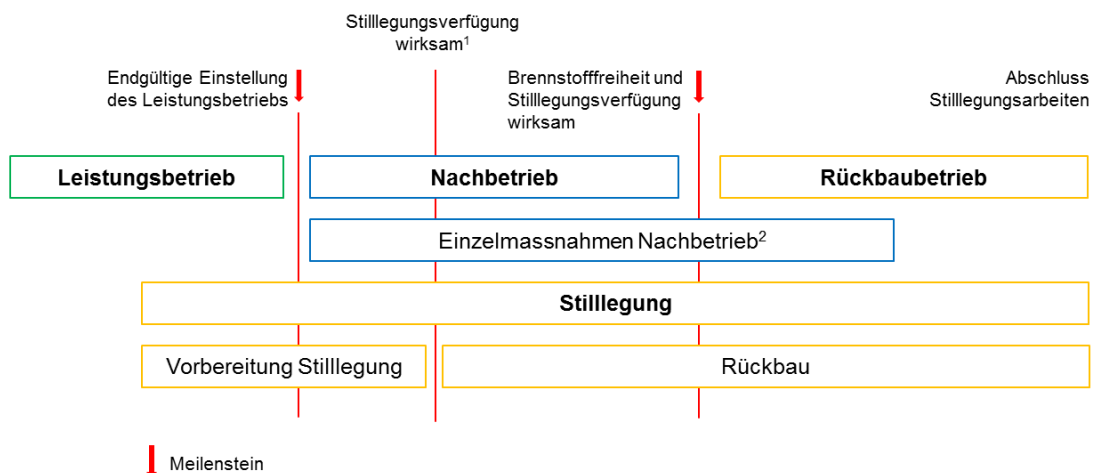 Stilllegungsverfügung
wirksam¹
Endgültige Einstellung
des Leistungsbetriebs
Brennstofffreiheit und
Stilllegungsverfügung
wirksam
Abschluss
Stilllegungsarbeiten
Leistungsbetrieb
Nachbetrieb
Rückbaubetrieb
Einzelmassnahmen Nachbetrieb²
Stilllegung
Vorbereitung Stilllegung
Rückbau
Meilenstein